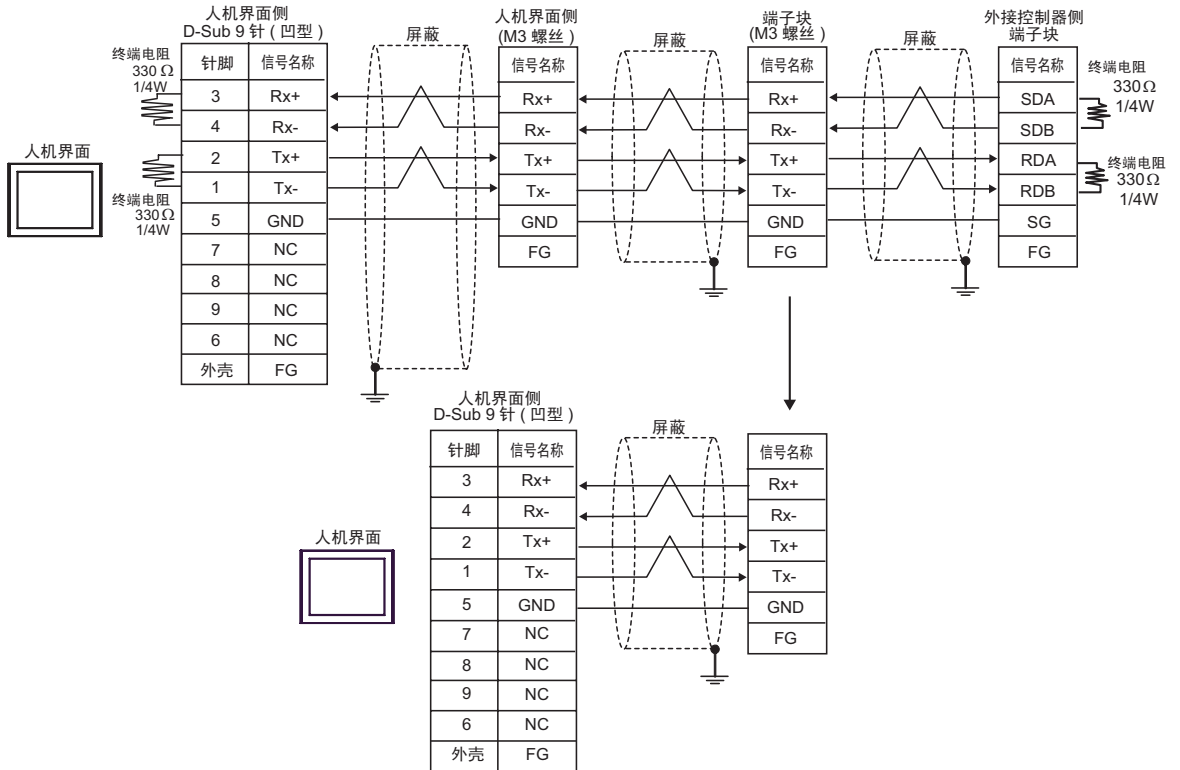 人机界面侧
D-Sub 9 针 ( 凹型 )
屏蔽
人机界面侧
(M3 螺丝 )
屏蔽
端子块
(M3 螺丝 )
屏蔽
外接控制器侧
端子块
终端电阻
330 Ω
1/4W
针脚 信号名称
信号名称
信号名称
信号名称
终端电阻
330Ω
1/4W
3 Rx+
Rx+
Rx+
SDA
4 Rx-
Rx-
Rx-
SDB
人机界面
2 Tx+
Tx+
Tx+
RDA
终端电阻
330Ω
1/4W
1 Tx-
Tx-
Tx-
RDB
终端电阻
330Ω
1/4W
5 GND
GND
GND
SG
7 NC
FG
FG
FG
8 NC
9 NC
6 NC
外壳 FG
人机界面侧
D-Sub 9 针 ( 凹型 )
屏蔽
针脚 信号名称
信号名称
3 Rx+
Rx+
4 Rx-
Rx-
人机界面
2 Tx+
Tx+
1 Tx-
Tx-
5 GND
GND
7 NC
FG
8 NC
9 NC
6 NC
外壳 FG